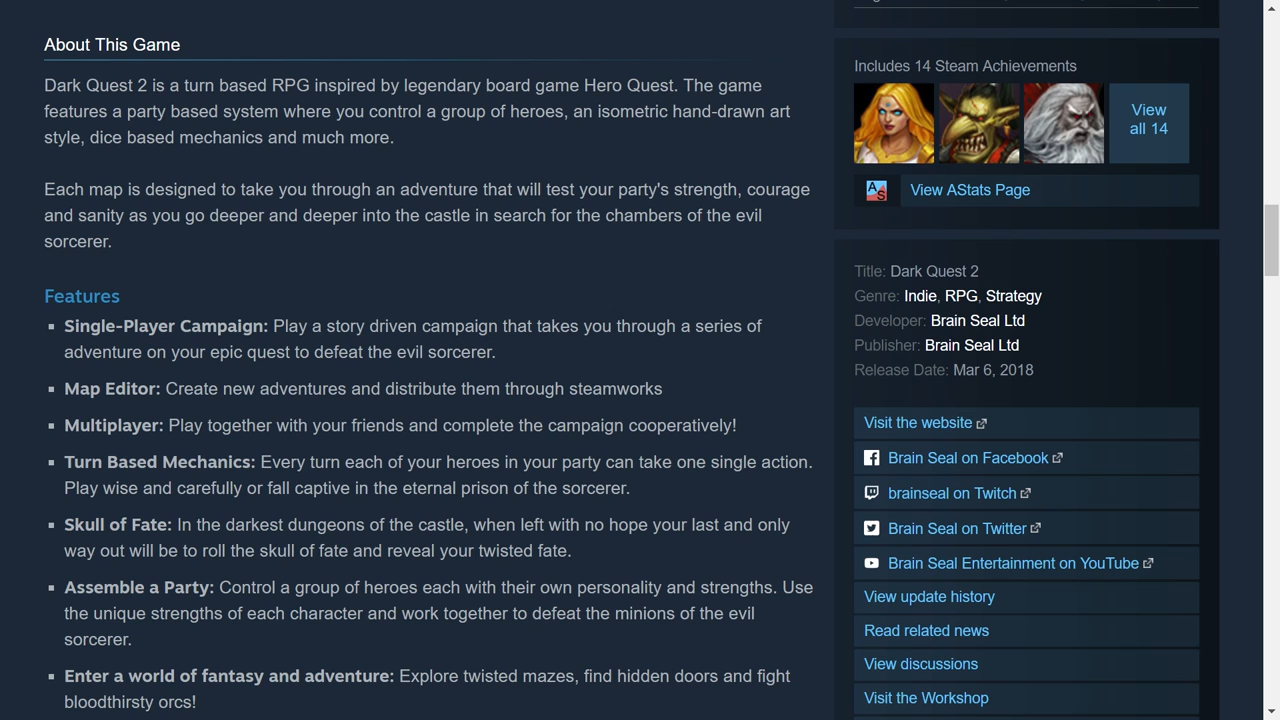 About This Game
Dark Quest 2 is a turn based RPG inspired by legendary board game Hero Quest. The game
features a party based system where you control a group of heroes, an isometric hand-drawn art
style, dice based mechanics and much more.
Each map is designed to take you through an adventure that will test your party's strength, courage
and sanity as you go deeper and deeper into the castle in search for the chambers of the evil
sorcerer.
Features
Single-Player Campaign: Play a story driven campaign that takes you through a series of
adventure on your epic quest to defeat the evil sorcerer.
Map Editor: Create new adventures and distribute them through steamworks
Multiplayer: Play together with your friends and complete the campaign cooperatively!
Turn Based Mechanics: Every turn each of your heroes in your party can take one single action.
Play wise and carefully or fall captive in the eternal prison of the sorcerer.
Skull of Fate: In the darkest dungeons of the castle, when left with no hope your last and only
way out will be to roll the skull of fate and reveal your twisted fate.
Assemble a Party: Control a group of heroes each with their own personality and strengths. Use
the unique strengths of each character and work together to defeat the minions of the evil
sorcerer.
Enter a world of fantasy and adventure: Explore twisted mazes, find hidden doors and fight
bloodthirsty orcs!
Includes 14 Steam Achievements
View
all 14
AS
View AStats Page
Title: Dark Quest 2
Genre: Indie, RPG, Strategy
Developer: Brain Seal Ltd
Publisher: Brain Seal Ltd
Release Date: Mar 6, 2018
Visit the website
Brain Seal on Facebook
brainseal on Twitch
Brain Seal on Twitter
Brain Seal Entertainment on YouTube
View update history
Read related news
View discussions
Visit the Workshop